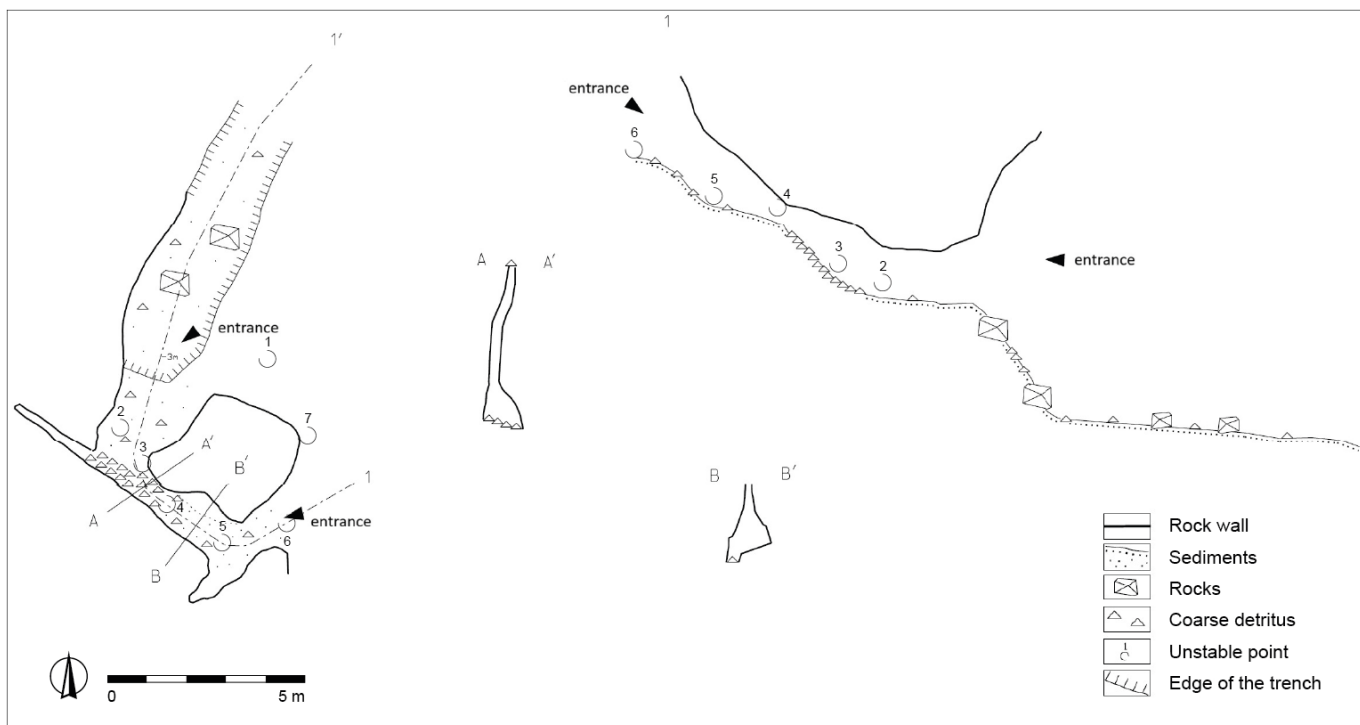 1
1'
entrance
6
5
4
3
2
entrance
A A'
entrance
-3m
1
2
7
3
A'
B'
1
A
4
5
entrance
6
B
B B'
0 5 m
Rock wall
Sediments
Rocks
Coarse detritus
1
Unstable point
Edge of the trench